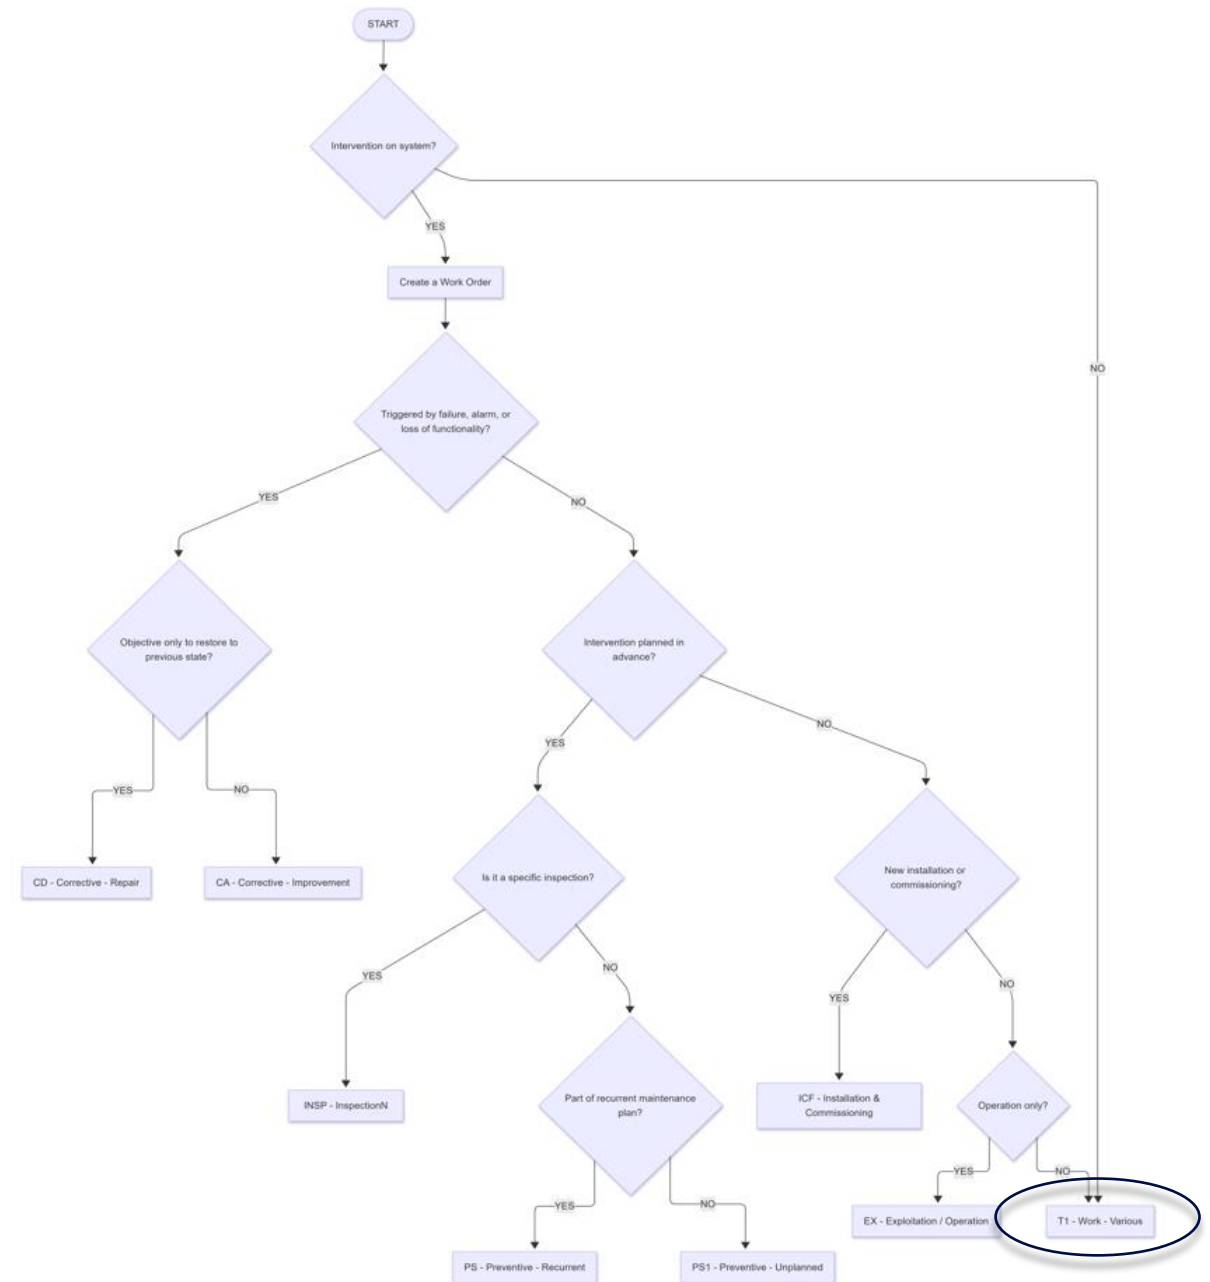 START
Intervention on system?
YES
Create a Work Order
NO
Triggered by failure, alarm, or
loss of functionality?
YES
NO
Objective only to restore to
previous state?
Intervention planned in
advance?
NO
YES
YES
NO
CD - Corrective - Repair
CA - Corrective - Improvement
Is it a specific inspection?
New installation or
commissioning?
YES
NO
NO
YES
INSP - InspectionN
Part of recurrent maintenance
plan?
ICF - Installation &
Commissioning
Operation only?
YES
NO
YES
NO
EX - Exploitation / Operation
T1 - Work - Various
PS - Preventive - Recurrent
PS1 - Preventive - Unplanned